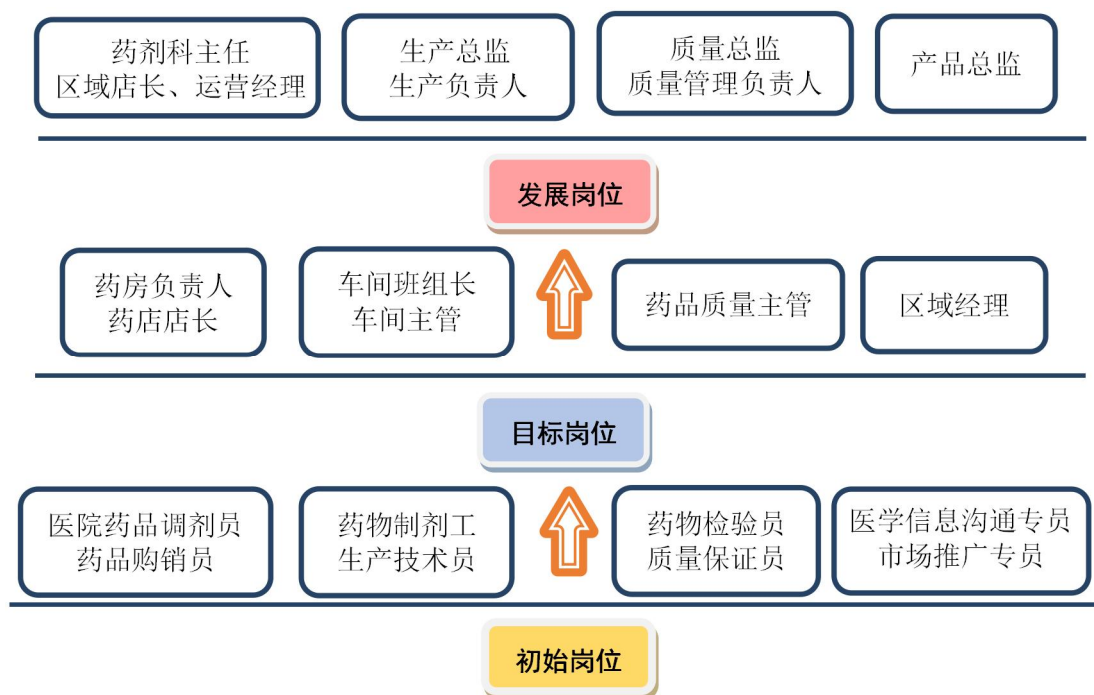 药剂科主任
区域店长、运营经理
生产总监
生产负责人
质量总监
质量管理负责人
产品总监
发展岗位
药房负责人
药店店长
车间班组长
车间主管
药品质量主管
区域经理
目标岗位
医院药品调剂员
药品购销员
药物制剂工
生产技术员
药物检验员
质量保证员
医学信息沟通专员
市场推广专员
初始岗位